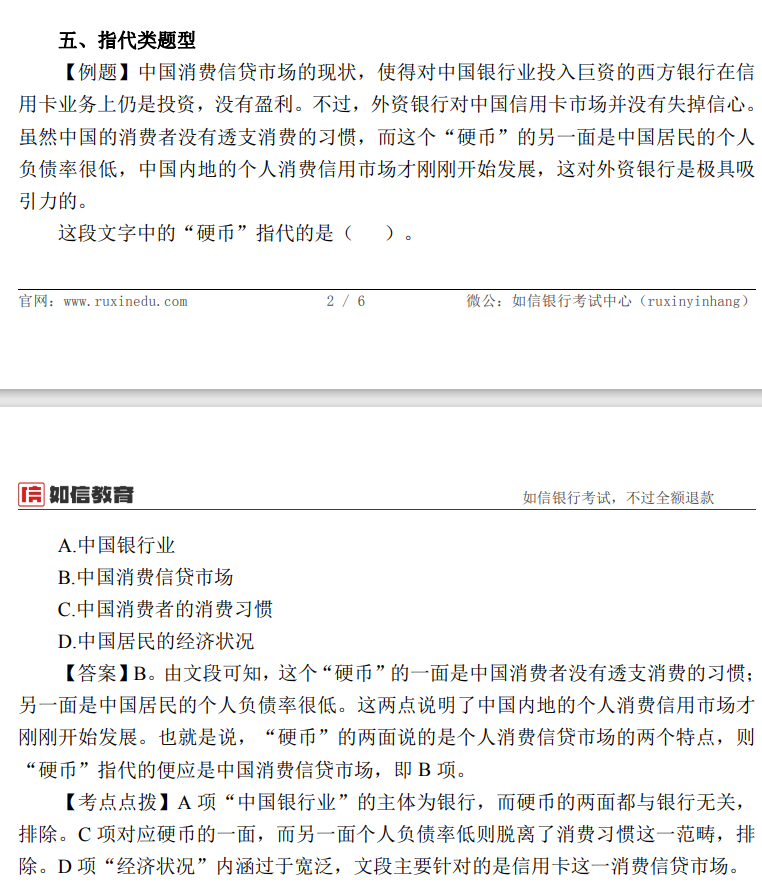 五、指代类题型
【例题】中国消费信贷市场的现状，使得对中国银行业投入巨资的西方银行在信
用卡业务上仍是投资，没有盈利。不过，外资银行对中国信用卡市场并没有失掉信心。
虽然中国的消费者没有透支消费的习惯，而这个“硬币”的另一面是中国居民的个人
负债率很低，中国内地的个人消费信用市场才刚刚开始发展，这对外资银行是极具吸
引力的。
这段文字中的“硬币”指代的是（ ）。
官网：www.ruxinedu.com 2 / 6 微公：如信银行考试中心（ruxinyinhang）
信 如信教育 如信银行考试，不过全额退款
A.中国银行业
B.中国消费信贷市场
C.中国消费者的消费习惯
D.中国居民的经济状况
【答案】B。由文段可知，这个“硬币”的一面是中国消费者没有透支消费的习惯；
另一面是中国居民的个人负债率很低。这两点说明了中国内地的个人消费信用市场才
刚刚开始发展。也就是说，“硬币”的两面说的是个人消费信贷市场的两个特点，则
“硬币”指代的便应是中国消费信贷市场，即 B 项。
【考点点拨】A 项“中国银行业”的主体为银行，而硬币的两面都与银行无关，
排除。C 项对应硬币的一面，而另一面个人负债率低则脱离了消费习惯这一范畴，排
除。D 项“经济状况”内涵过于宽泛，文段主要针对的是信用卡这一消费信贷市场。